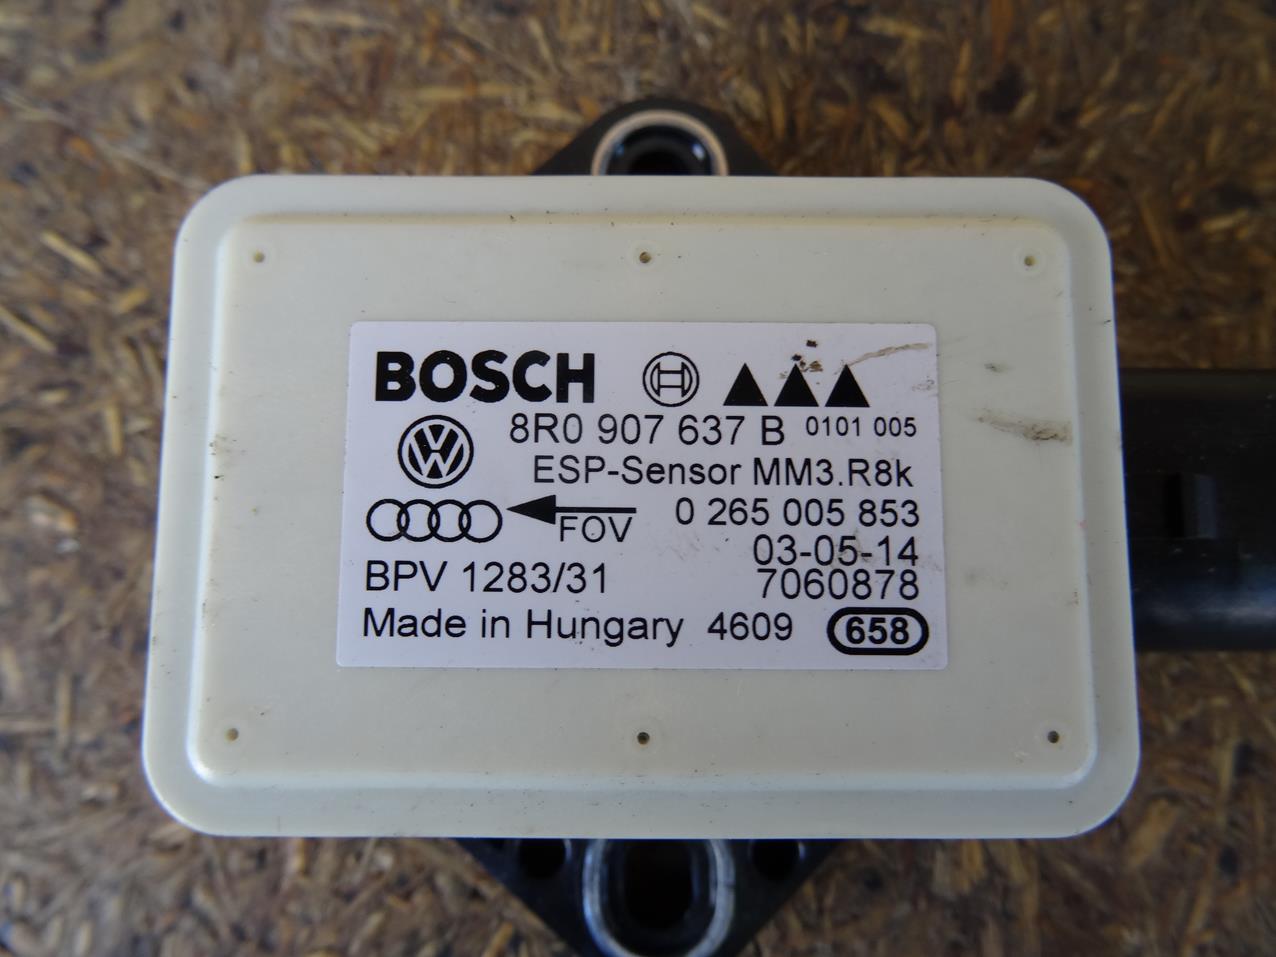 BOSCH
8R0 907 637 B 0101 005
ESP-Sensor MM3.R8k
FOV 0 265 005 853
03-05-14
BPV 1283/31 7060878
Made in Hungary 4609 658